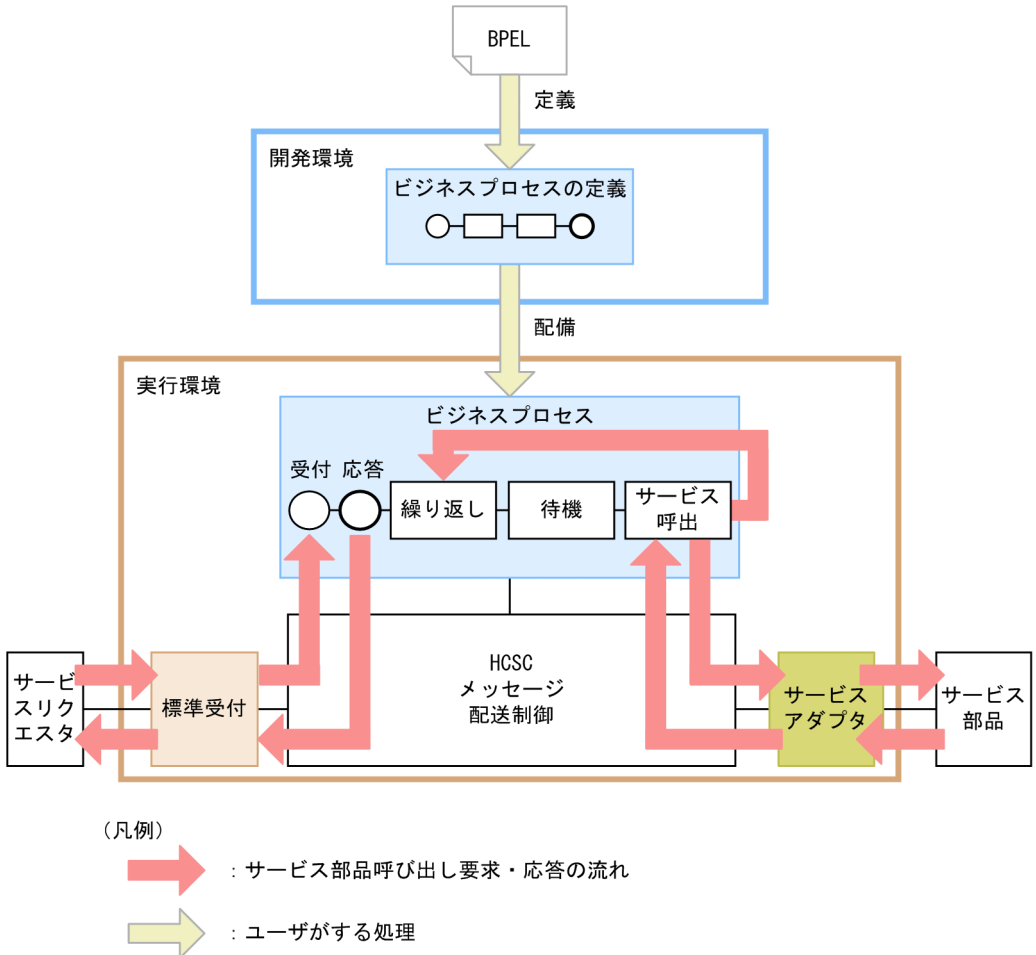 BPEL
定義
開発環境
ビジネスプロセスの定義
配備
実行環境
ビジネスプロセス
受付 応答
繰り返し
待機
サービス
呼出
サービ
スリク
エスタ
標準受付
HCSC
メッセージ
配送制御
サービス
アダプタ
サービス
部品
(凡例)
:サービス部品呼び出し要求・応答の流れ
:ユーザがする処理